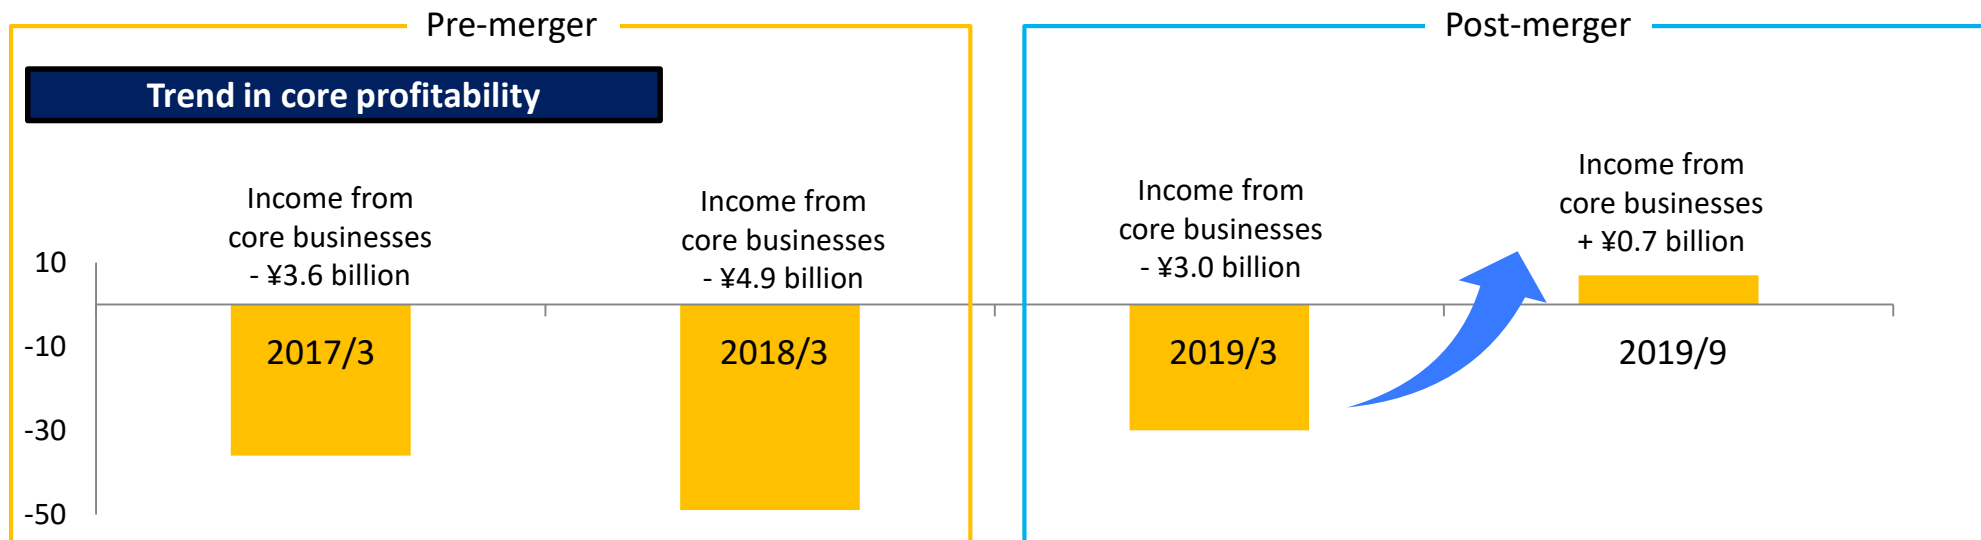 Pre-merger
Post-merger
Trend in core profitability
Income from
core businesses
- ¥3.6 billion
Income from
core businesses
- ¥4.9 billion
Income from
core businesses
- ¥3.0 billion
Income from
core businesses
+ ¥0.7 billion
10
-10
-30
-50
2017/3
2018/3
2019/3
2019/9